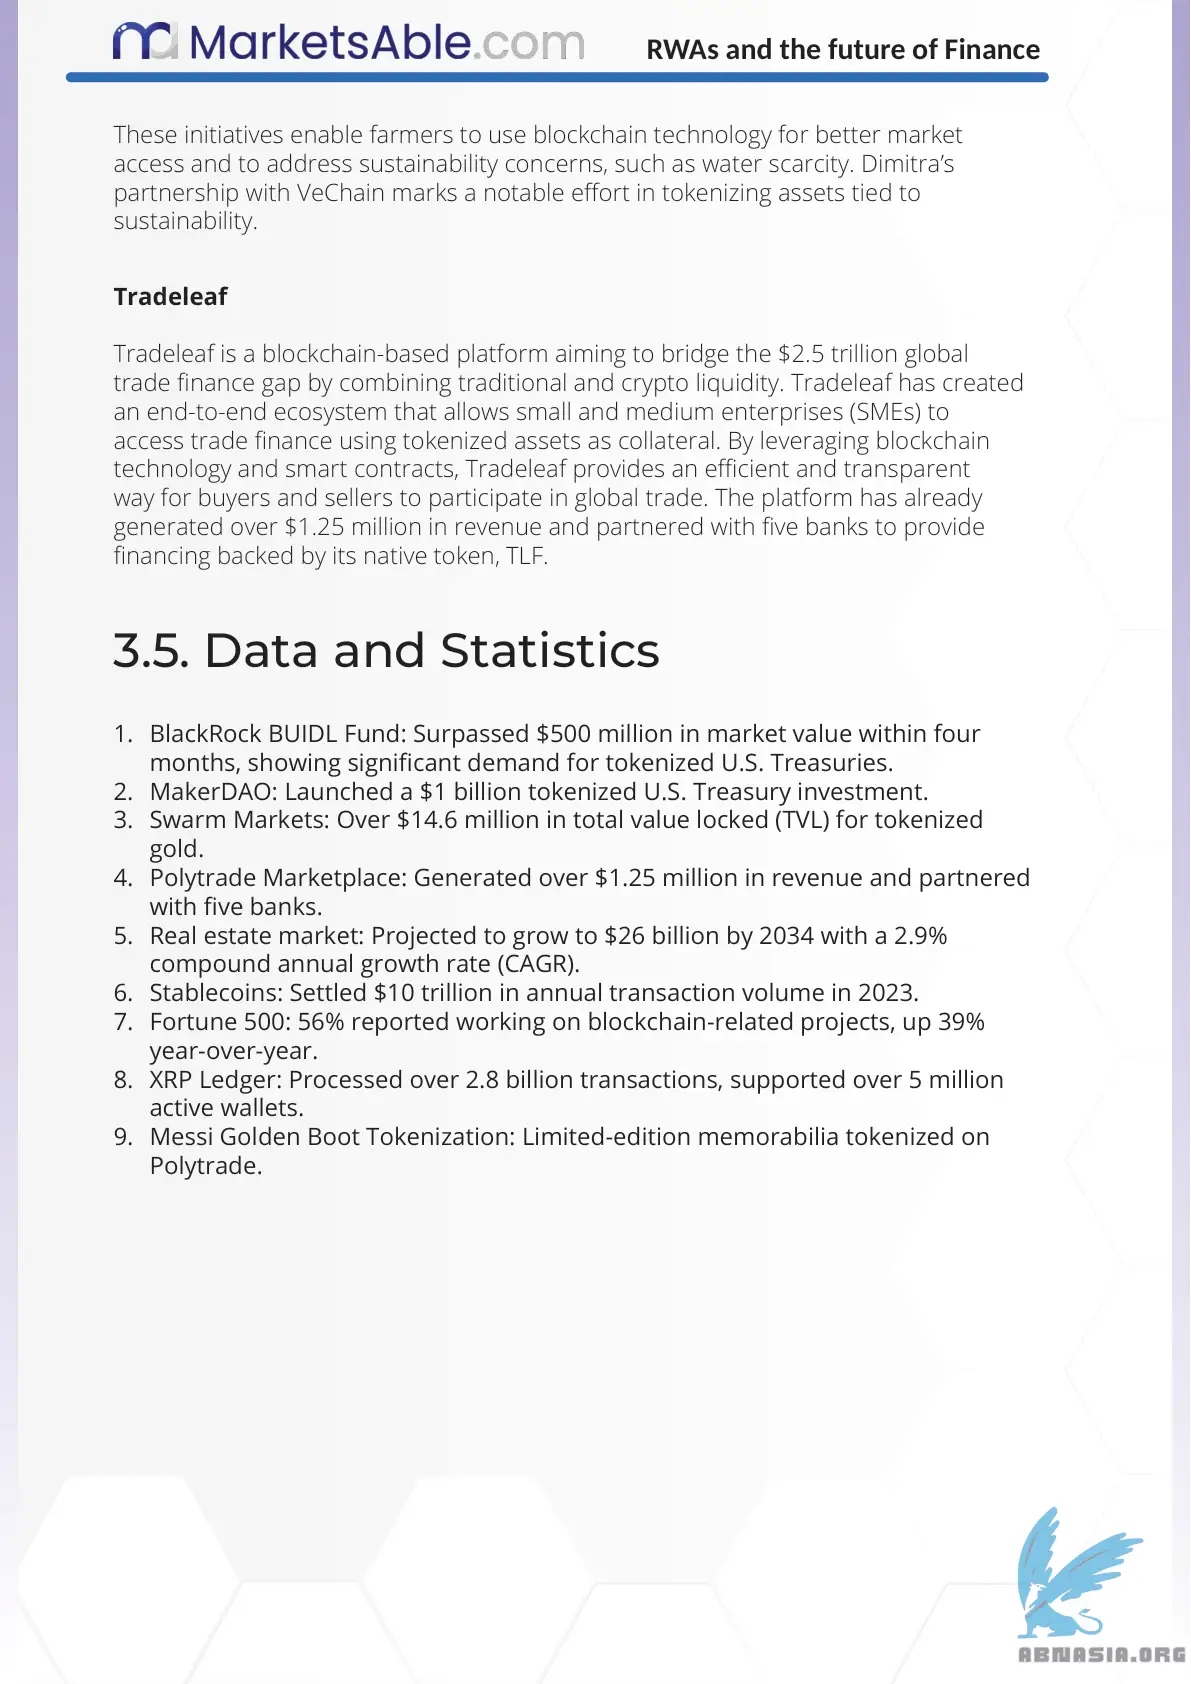 MarketsAble.com
RWAs and the future of Finance
These initiatives enable farmers to use blockchain technology for better market
access and to address sustainability concerns, such as water scarcity. Dimitra’s
partnership with VeChain marks a notable effort in tokenizing assets tied to
sustainability.
Tradeleaf
Tradeleaf is a blockchain-based platform aiming to bridge the $2.5 trillion global
trade finance gap by combining traditional and crypto liquidity. Tradeleaf has created
an end-to-end ecosystem that allows small and medium enterprises (SMEs) to
access trade finance using tokenized assets as collateral. By leveraging blockchain
technology and smart contracts, Tradeleaf provides an efficient and transparent
way for buyers and sellers to participate in global trade. The platform has already
generated over $1.25 million in revenue and partnered with five banks to provide
financing backed by its native token, TLF.
3.5. Data and Statistics
1. BlackRock BUIDL Fund: Surpassed $500 million in market value within four
months, showing significant demand for tokenized U.S. Treasuries.
2. MakerDAO: Launched a $1 billion tokenized U.S. Treasury investment.
3. Swarm Markets: Over $14.6 million in total value locked (TVL) for tokenized
gold.
4. Polytrade Marketplace: Generated over $1.25 million in revenue and partnered
with five banks.
5. Real estate market: Projected to grow to $26 billion by 2034 with a 2.9%
compound annual growth rate (CAGR).
6. Stablecoins: Settled $10 trillion in annual transaction volume in 2023.
7. Fortune 500: 56% reported working on blockchain-related projects, up 39%
year-over-year.
8. XRP Ledger: Processed over 2.8 billion transactions, supported over 5 million
active wallets.
9. Messi Golden Boot Tokenization: Limited-edition memorabilia tokenized on
Polytrade.
ABNASIA.ORG